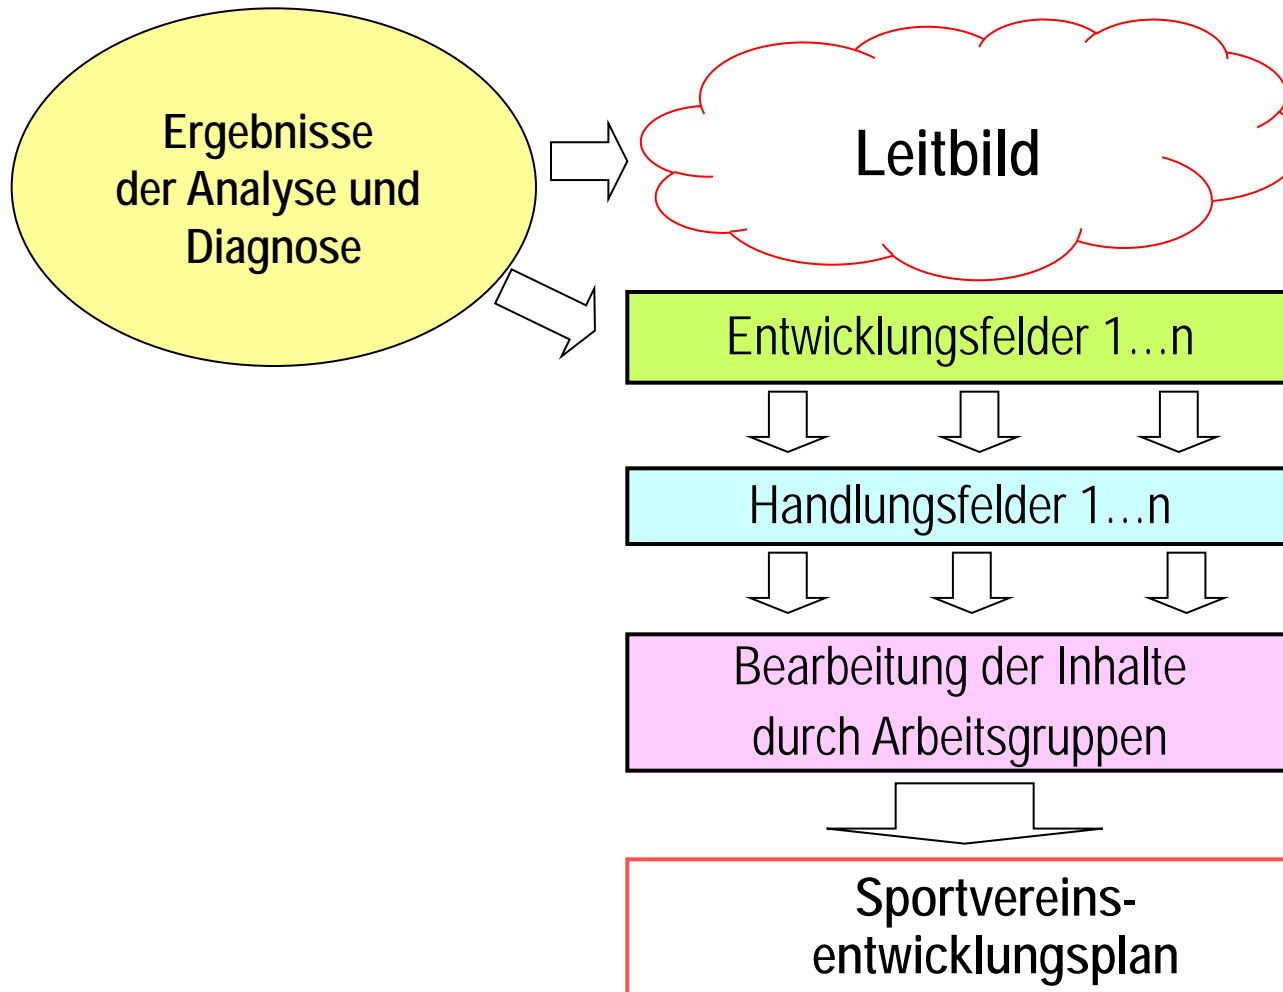 Ergebnisse
der Analyse und
Diagnose
Leitbild
Entwicklungsfelder 1…n
Handlungsfelder 1…n
Bearbeitung der Inhalte
durch Arbeitsgruppen
Sportvereins-
entwicklungsplan